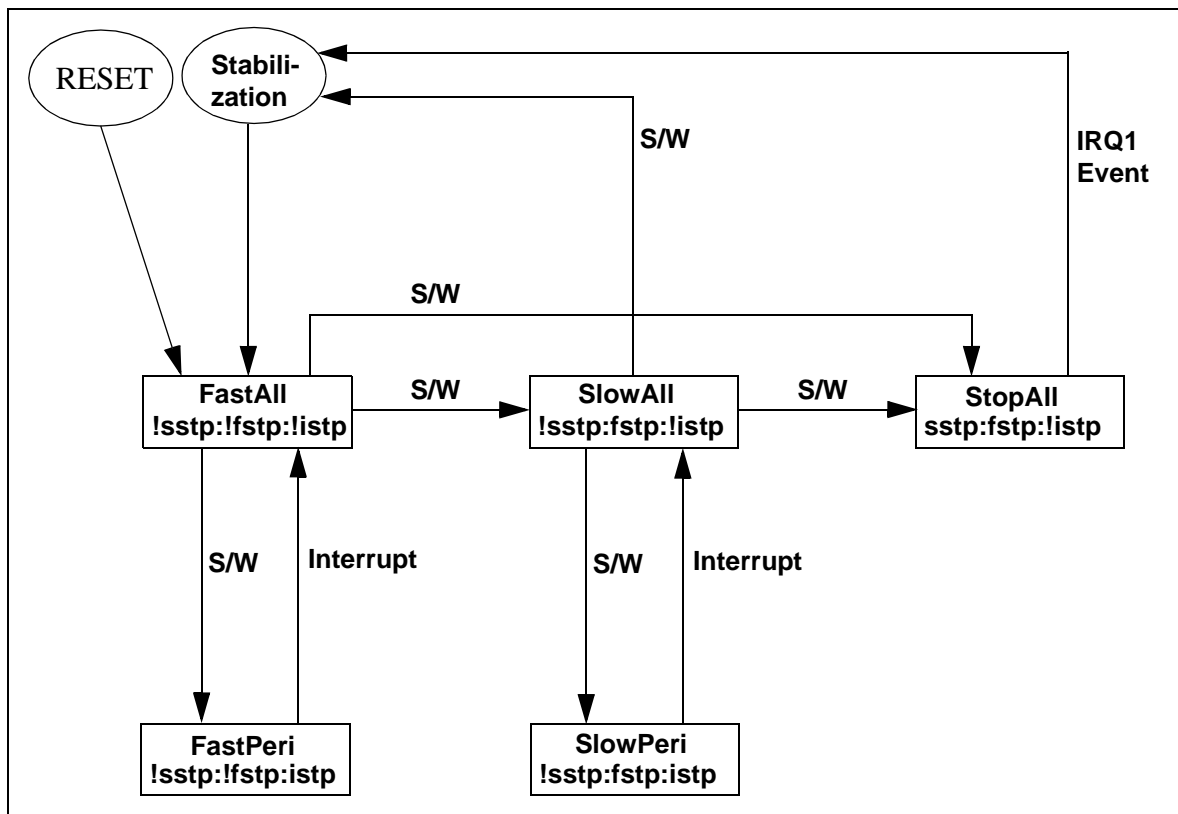 RESET
Stabili-
zation
S/W
IRQ1
Event
S/W
FastAll
!sstp:!fstp:!istp
S/W
SlowAll
!sstp:fstp:!istp
S/W
StopAll
sstp:fstp:!istp
S/W
Interrupt
S/W
Interrupt
FastPeri
!sstp:!fstp:istp
SlowPeri
!sstp:fstp:istp